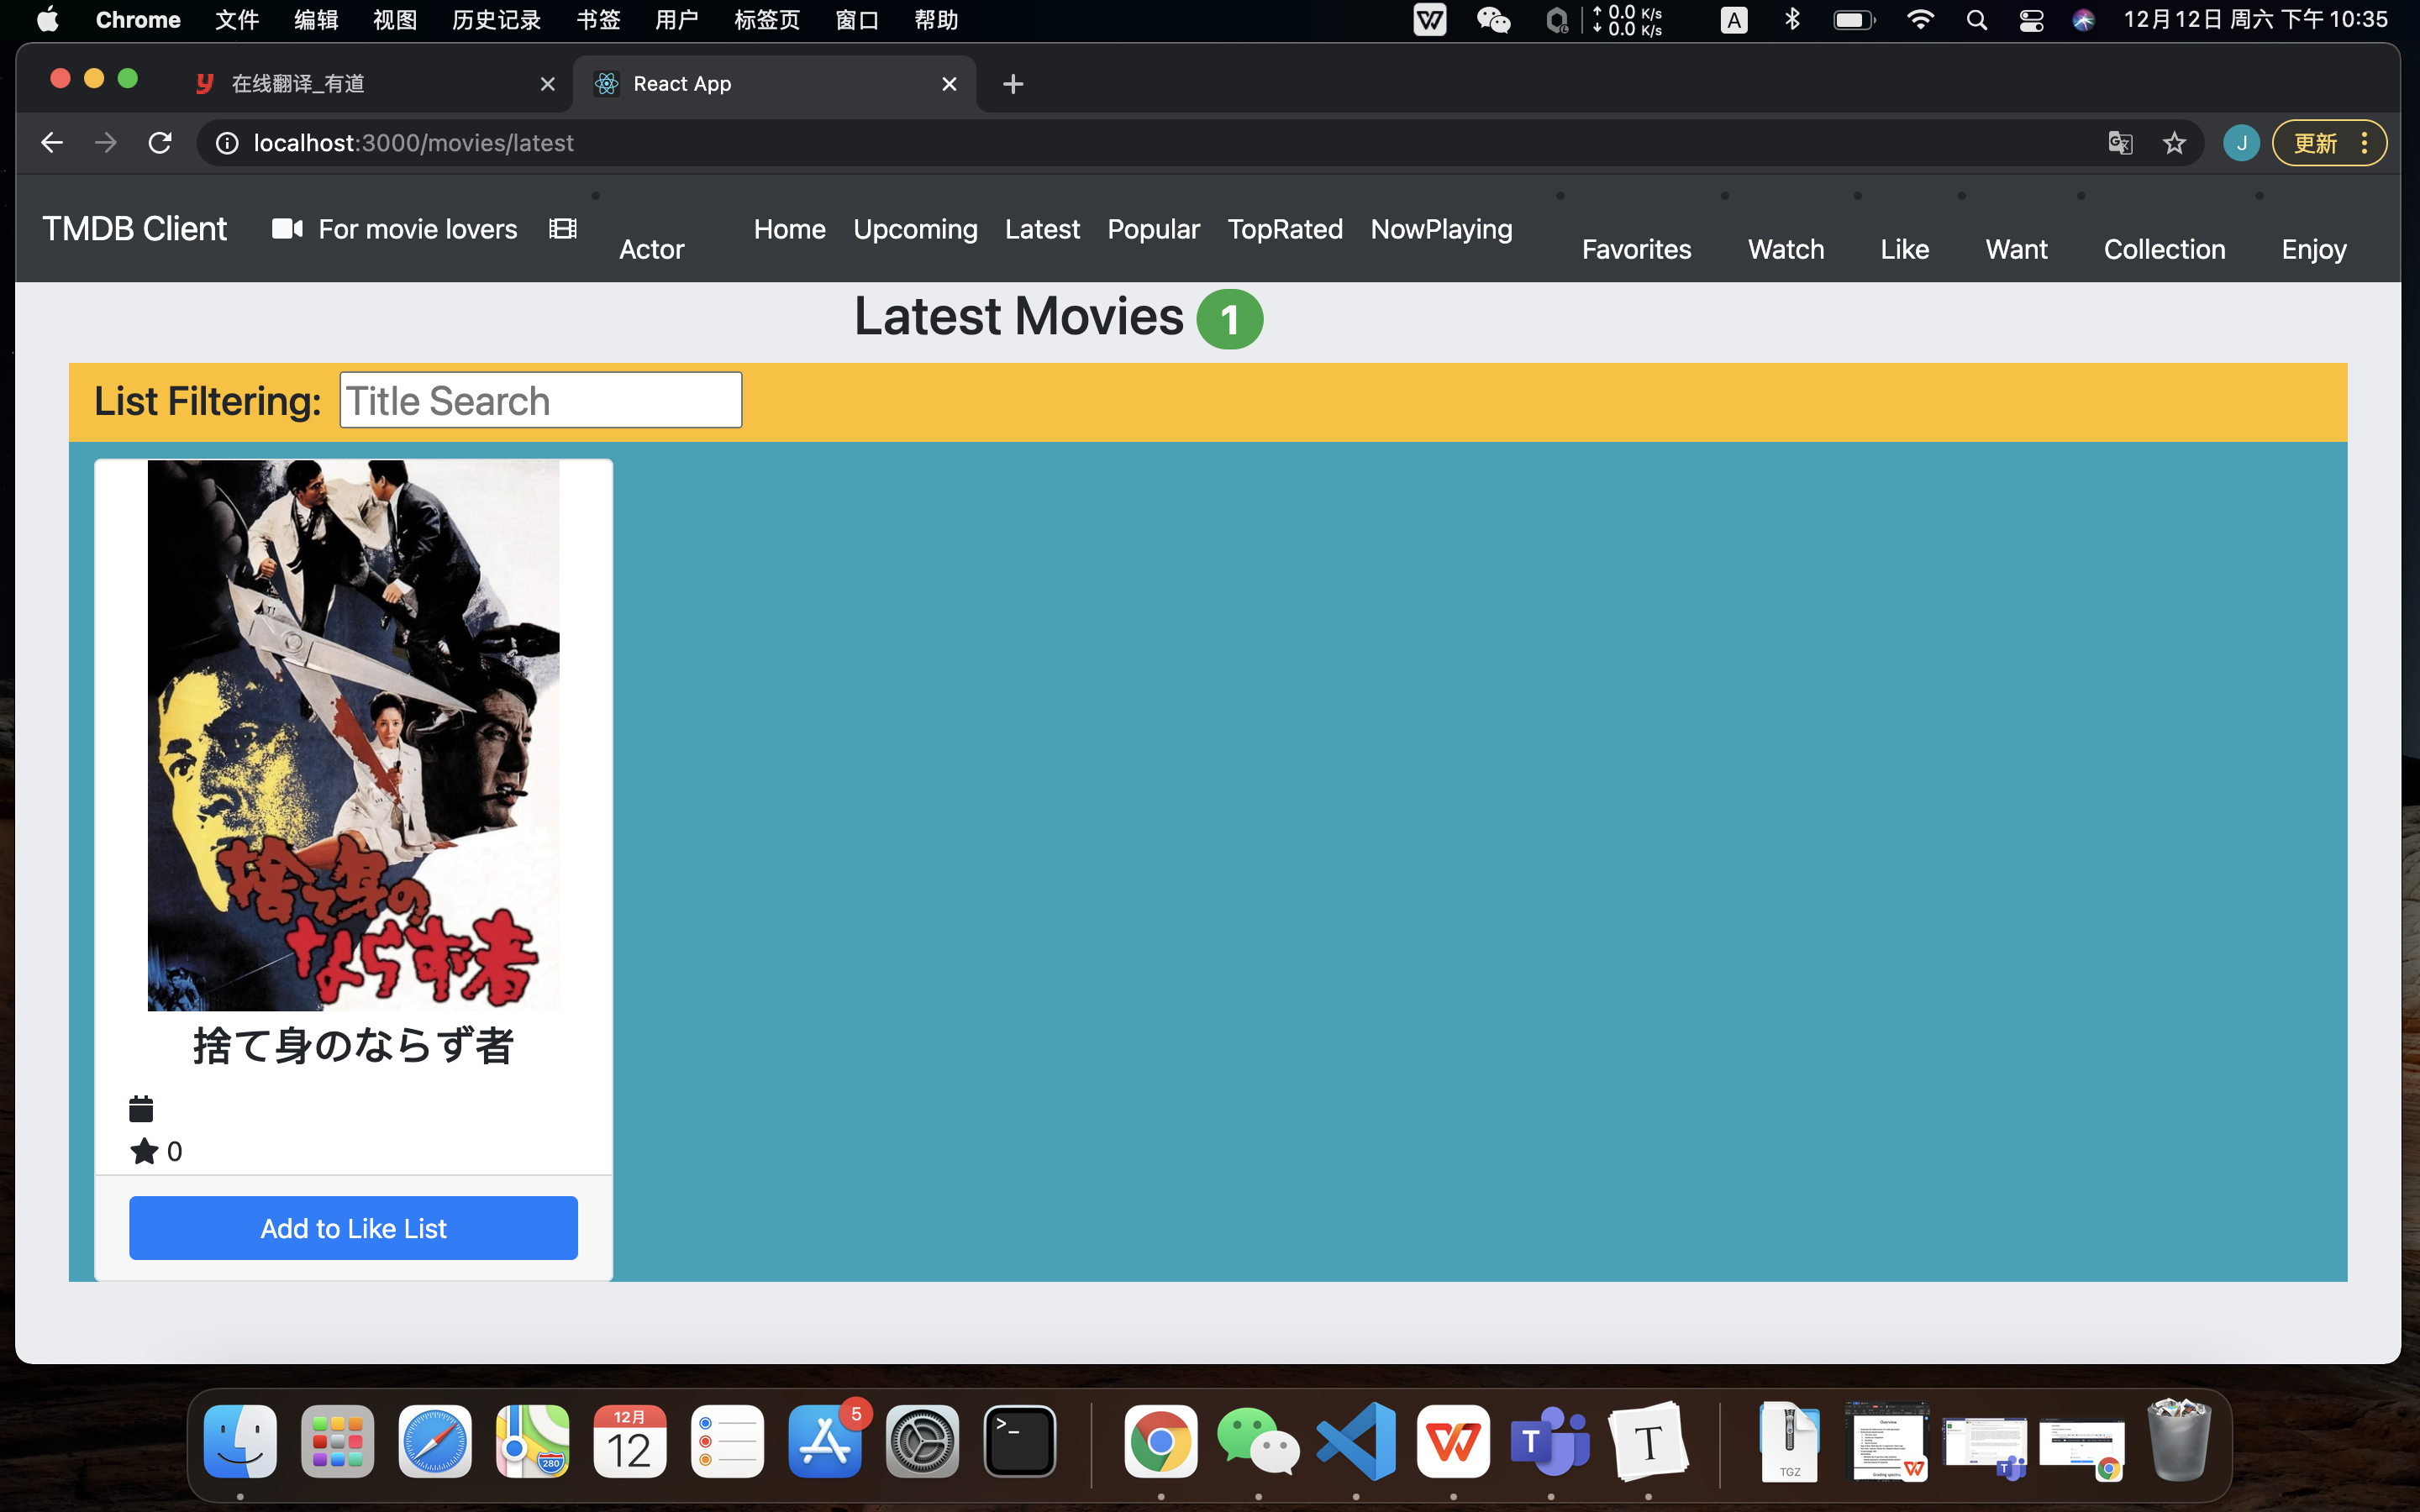 Chrome 文件 编辑 视图 历史记录 书签 用户 标签页 窗口 帮助 0.0 K/s 0.0 K/s A 12月12日 周六 下午10:35
在线翻译_有道 React App
localhost:3000/movies/latest J 更新
TMDB Client For movie lovers Actor Home Upcoming Latest Popular TopRated NowPlaying Favorites Watch Like Want Collection Enjoy
Latest Movies 1
List Filtering: Title Search
捨て身の
ならず者
捨て身のならず者
0
Add to Like List
12月
12
5
280
>_
T
T
TGZ
Overview